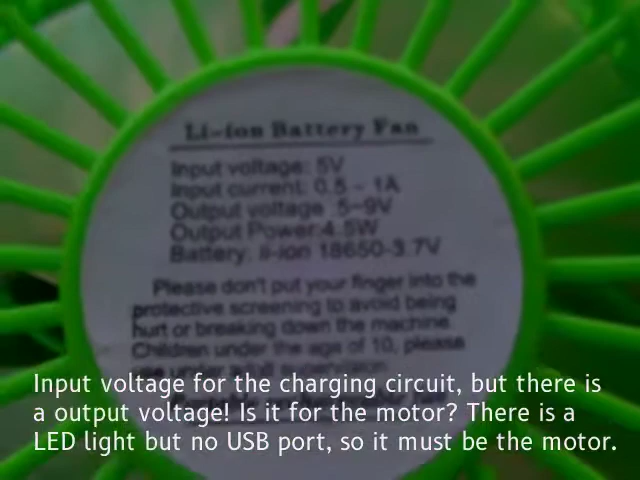 Li-ion Battery Fan
Input voltage: 5V
Input current: 0.5 - 1A
Output voltage .5-9V
Output Power:4.5W
Battery: li-ion 18650-3.7V
Please don't put your finger into the
protective screening to avoid being
hurt or breaking down the machine.
Children under the age of 10, please
Input voltage for the charging circuit, but there is
a output voltage! Is it for the motor? There is a
LED light but no USB port, so it must be the motor.